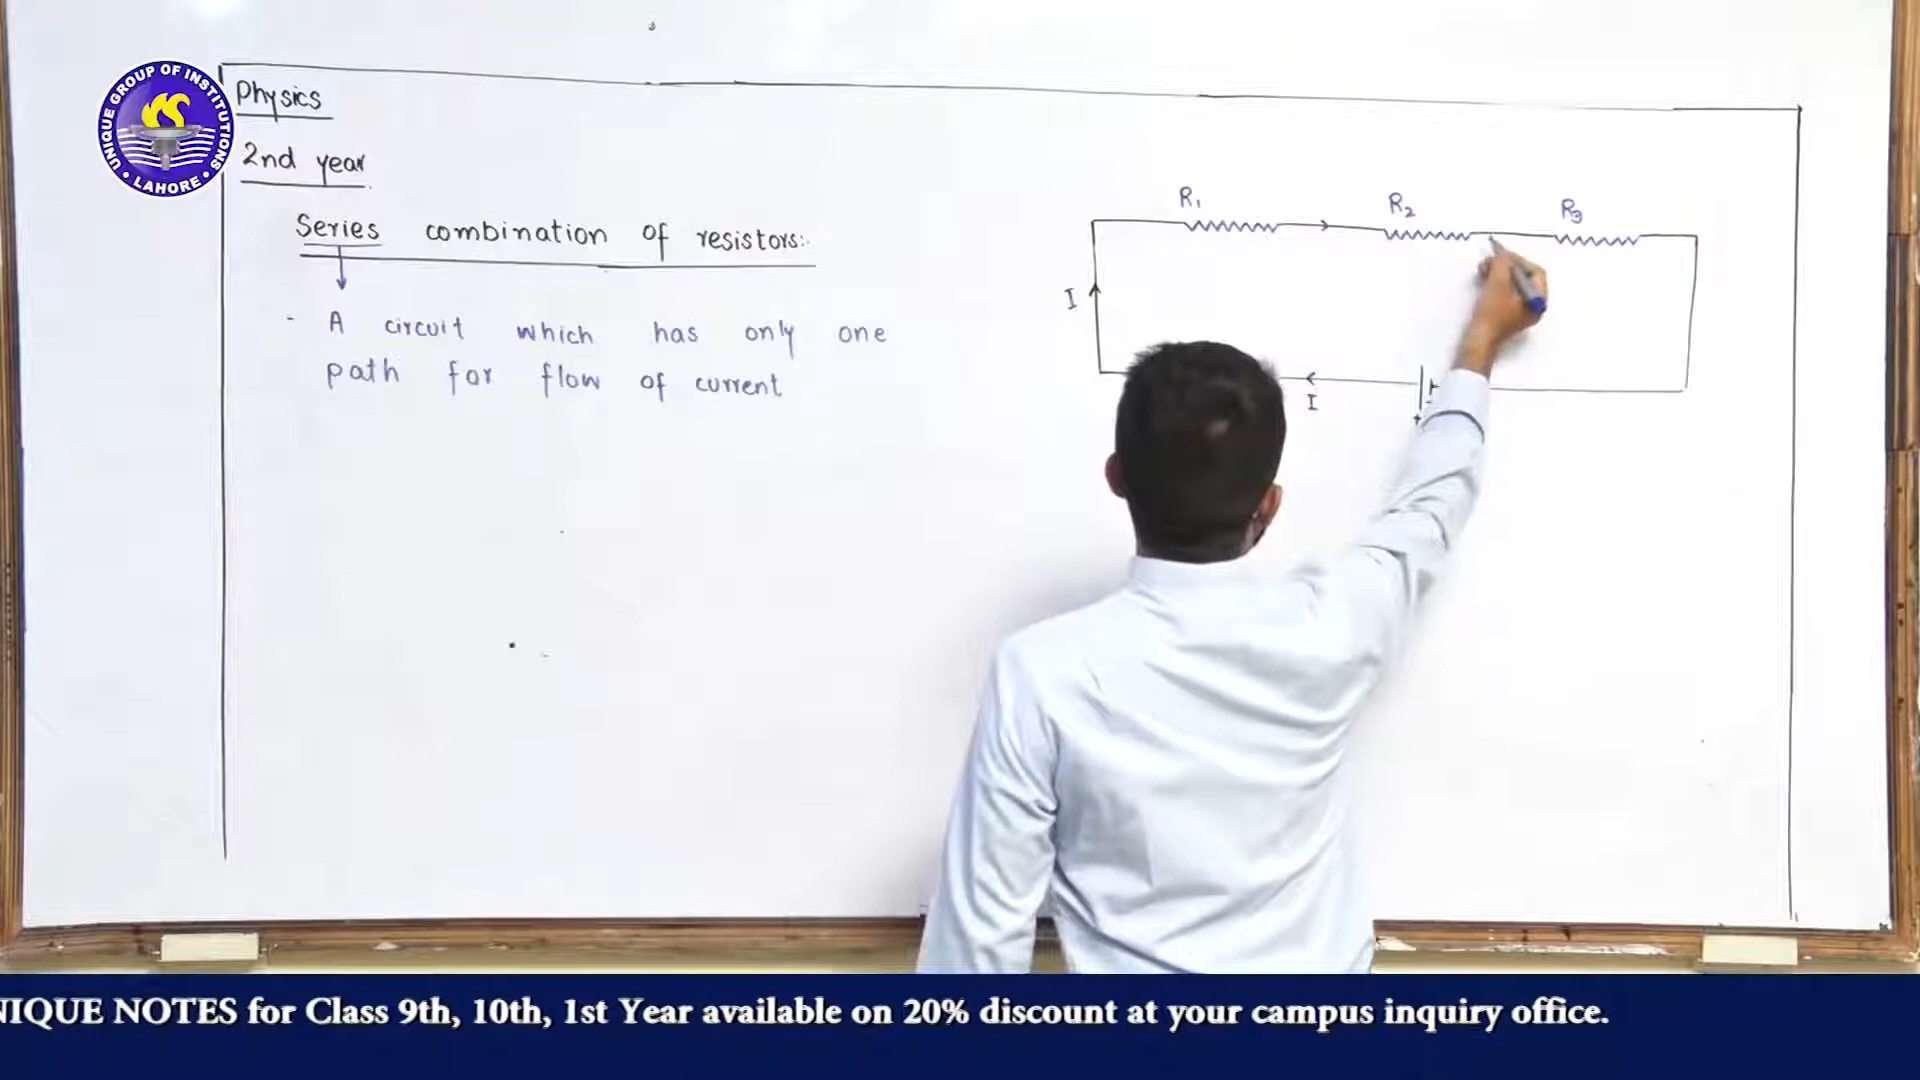 UNIQUE GROUP OF INSTITUTIONS
• LAHORE •
Physics
2nd year
Series combination of resistors:-
A circuit which has only one
path for flow of current
R1
R2
R3
I
I
+
-
NIQUE NOTES for Class 9th, 10th, 1st Year available on 20% discount at your campus inquiry office.